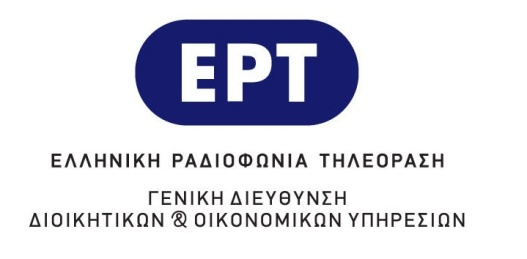 ΕΡΤ
ΕΛΛΗΝΙΚΗ ΡΑΔΙΟΦΩΝΙΑ ΤΗΛΕΟΡΑΣΗ
ΓΕΝΙΚΗ ΔΙΕΥΘΥΝΣΗ
ΔΙΟΙΚΗΤΙΚΩΝ & ΟΙΚΟΝΟΜΙΚΩΝ ΥΠΗΡΕΣΙΩΝ